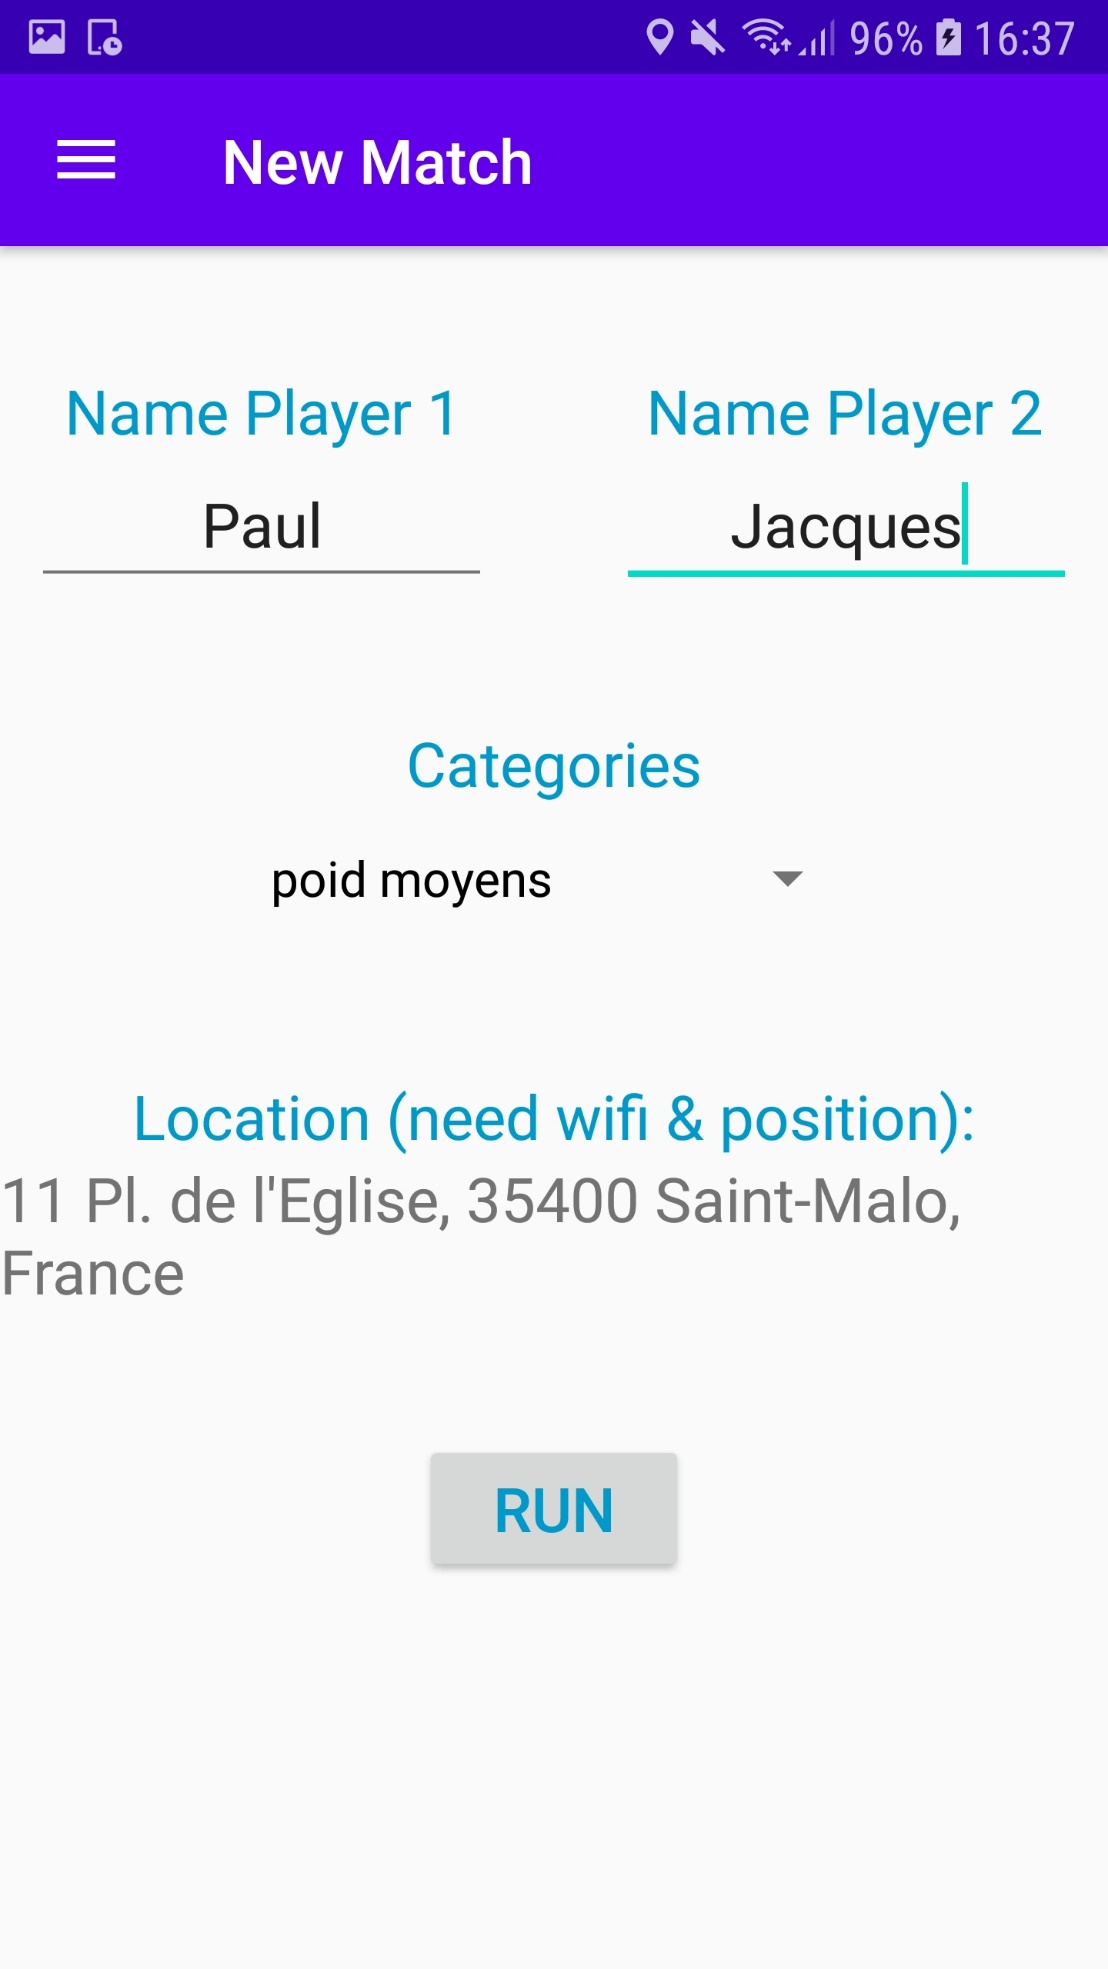 96% 16:37
New Match
Name Player 1 Name Player 2
Paul Jacques
Categories
poid moyens
Location (need wifi & position):
11 Pl. de l'Eglise, 35400 Saint-Malo,
France
RUN